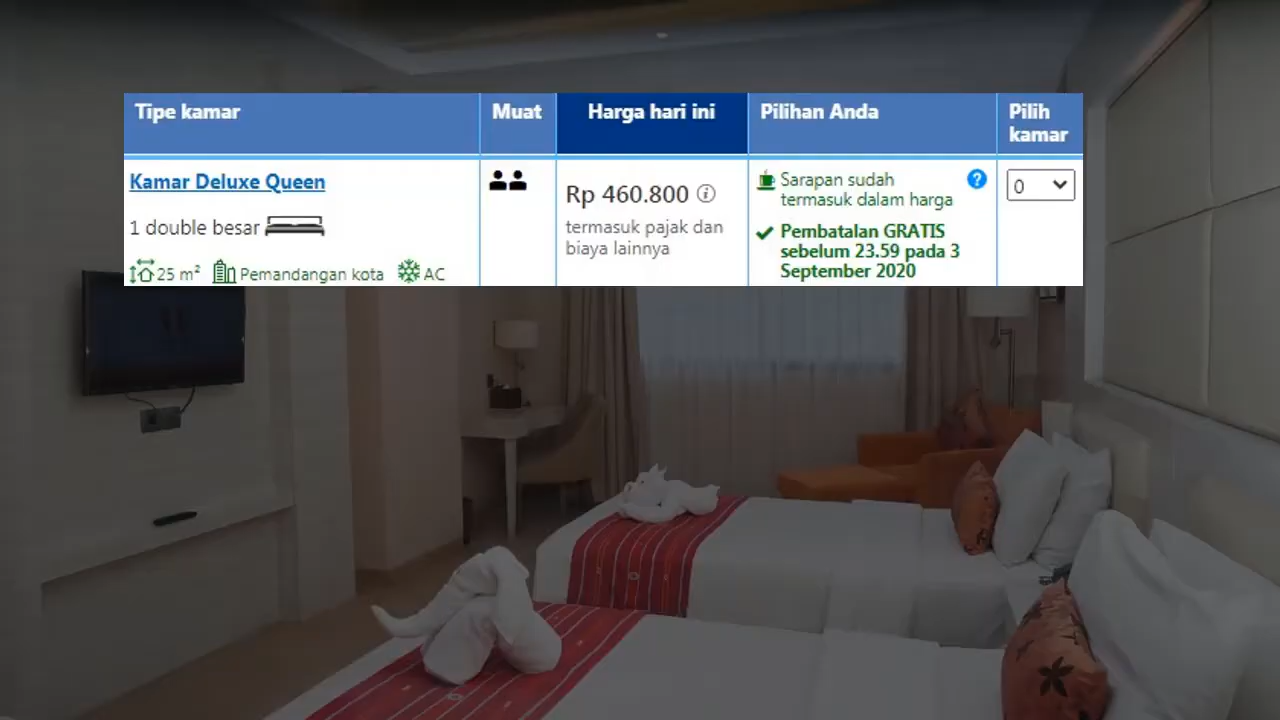 Tipe kamar
Muat
Harga hari ini
Pilihan Anda
Pilih
kamar
Kamar Deluxe Queen
1 double besar
25 m² Pemandangan kota AC
Rp 460.800
termasuk pajak dan
biaya lainnya
Sarapan sudah
termasuk dalam harga
Pembatalan GRATIS
sebelum 23.59 pada 3
September 2020
0